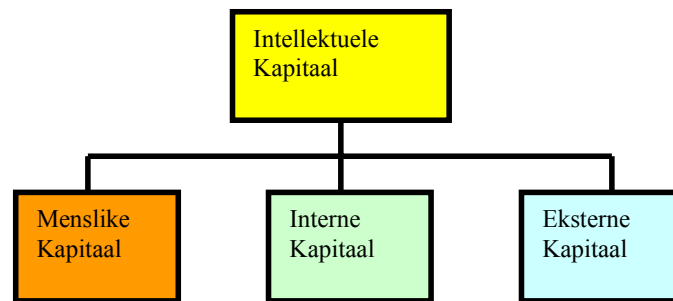 Intellektuele
Kapitaal
Menslike
Kapitaal
Interne
Kapitaal
Eksterne
Kapitaal